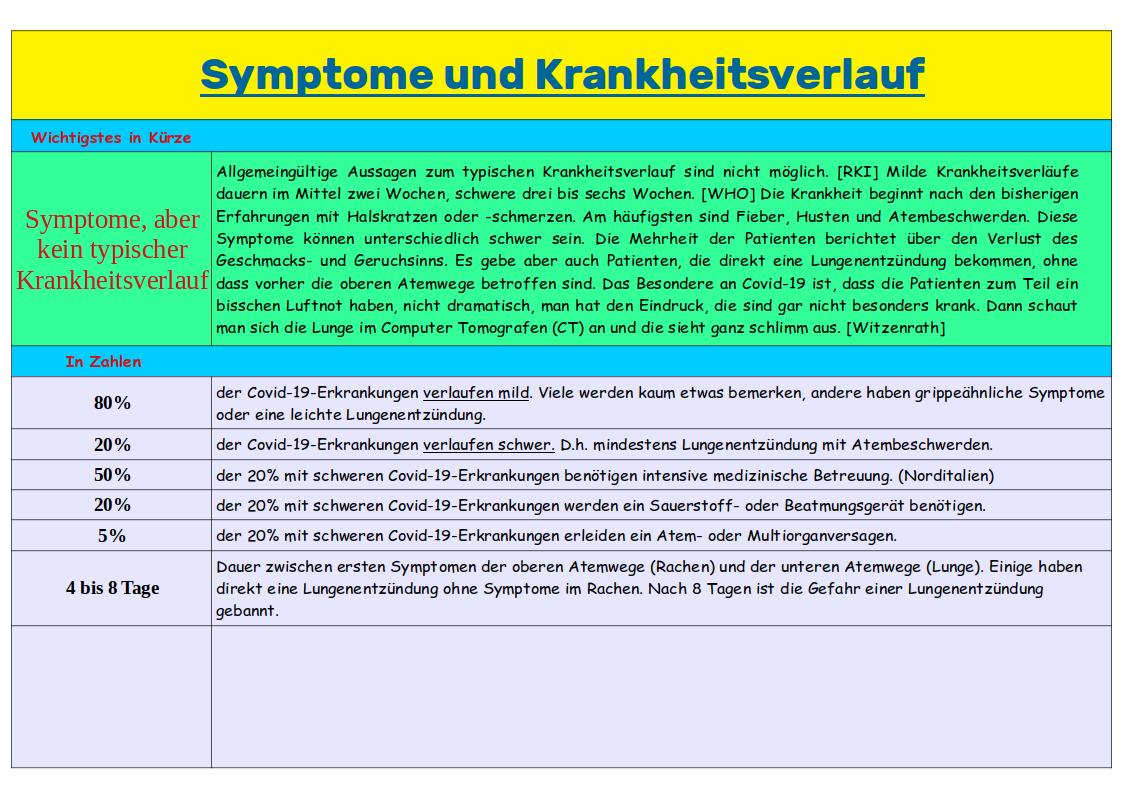 Symptome und Krankheitsverlauf
Wichtigstes in Kürze
Symptome, aber
kein typischer
Krankheitsverlauf
Allgemeingültige Aussagen zum typischen Krankheitsverlauf sind nicht möglich. [RKI] Milde Krankheitsverläufe
dauern im Mittel zwei Wochen, schwere drei bis sechs Wochen. [WHO] Die Krankheit beginnt nach den bisherigen
Erfahrungen mit Halskratzen oder -schmerzen. Am häufigsten sind Fieber, Husten und Atembeschwerden. Diese
Symptome können unterschiedlich schwer sein. Die Mehrheit der Patienten berichtet über den Verlust des
Geschmacks- und Geruchsinns. Es gebe aber auch Patienten, die direkt eine Lungenentzündung bekommen, ohne
dass vorher die oberen Atemwege betroffen sind. Das Besondere an Covid-19 ist, dass die Patienten zum Teil ein
bisschen Luftnot haben, nicht dramatisch, man hat den Eindruck, die sind gar nicht besonders krank. Dann schaut
man sich die Lunge im Computer Tomografen (CT) an und die sieht ganz schlimm aus. [Witzenrath]
In Zahlen
80%
der Covid-19-Erkrankungen verlaufen mild. Viele werden kaum etwas bemerken, andere haben grippeähnliche Symptome
oder eine leichte Lungenentzündung.
20%
der Covid-19-Erkrankungen verlaufen schwer. D.h. mindestens Lungenentzündung mit Atembeschwerden.
50%
der 20% mit schweren Covid-19-Erkrankungen benötigen intensive medizinische Betreuung. (Norditalien)
20%
der 20% mit schweren Covid-19-Erkrankungen werden ein Sauerstoff- oder Beatmungsgerät benötigen.
5%
der 20% mit schweren Covid-19-Erkrankungen erleiden ein Atem- oder Multiorganversagen.
4 bis 8 Tage
Dauer zwischen ersten Symptomen der oberen Atemwege (Rachen) und der unteren Atemwege (Lunge). Einige haben
direkt eine Lungenentzündung ohne Symptome im Rachen. Nach 8 Tagen ist die Gefahr einer Lungenentzündung
gebannt.